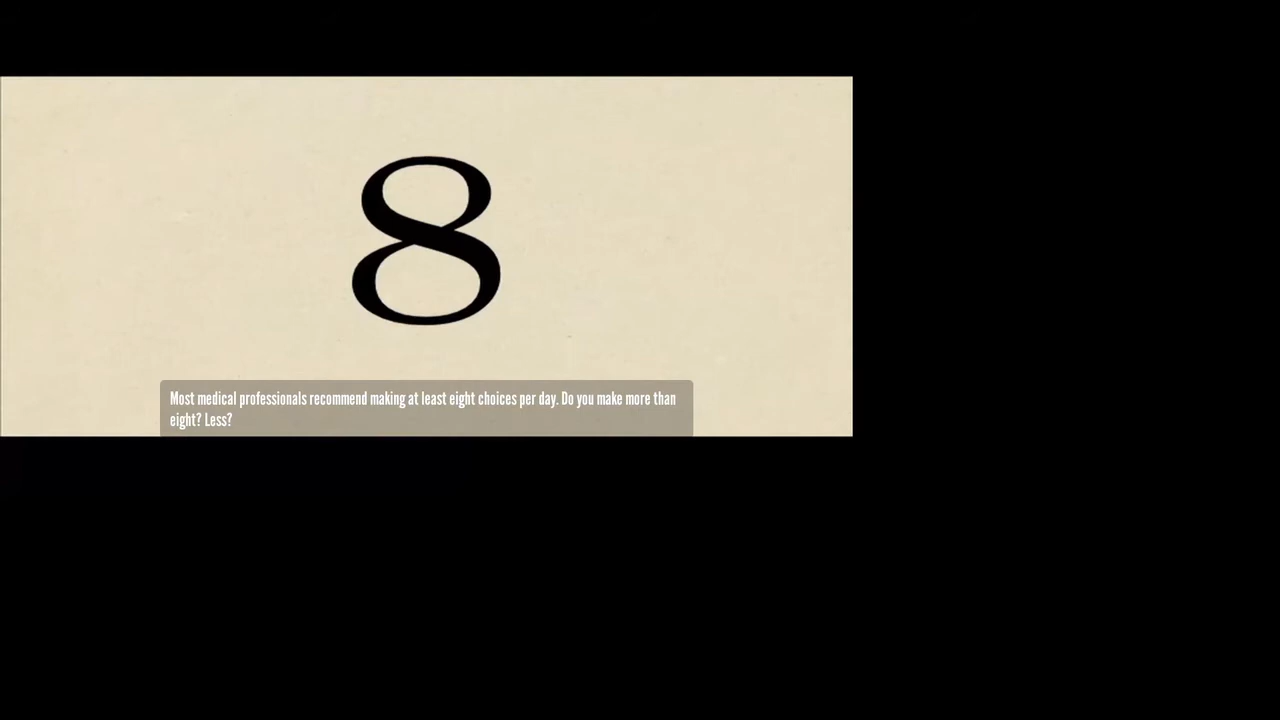 8
Most medical professionals recommend making at least eight choices per day. Do you make more than
eight? Less?